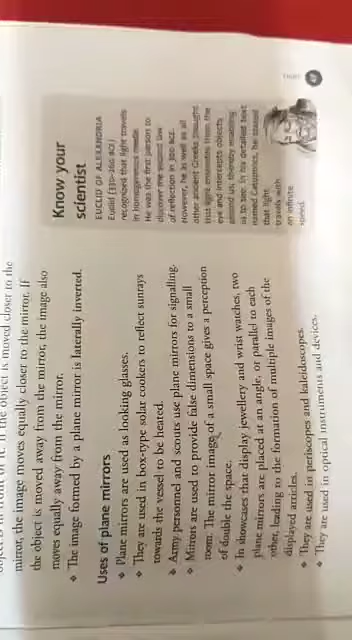 object is moved closer to the
mirror, the image moves equally closer to the mirror. If
the object is moved away from the mirror, the image also
moves equally away from the mirror.
❖ The image formed by a plane mirror is laterally inverted.
Uses of plane mirrors
❖ Plane mirrors are used as looking glasses.
❖ They are used in box-type solar cookers to reflect sunrays
towards the vessel to be heated.
❖ Army personnel and scouts use plane mirrors for signalling.
❖ Mirrors are used to provide false dimensions to a small
room. The mirror image of a small space gives a perception
of double the space.
❖ In showcases that display jewellery and wrist watches, two
plane mirrors are placed at an angle, or parallel to each
other, leading to the formation of multiple images of the
displayed articles.
❖ They are used in periscopes and kaleidoscopes.
❖ They are used in optical instruments and devices.
Know your
scientist
EUCLID OF ALEXANDRIA
Euclid (330–260 BCE)
recognized that light travels
in homogeneous media.
He was the first person to
discover the second law
of reflection in 300 BCE.
However, he as well as all
other ancient Greeks thought
that light emanates from the
eye and intercepts objects
around us, thereby enabling
us to see. In his detailed text
named Catoptrics, he stated
that light
travels with
an infinite
speed.